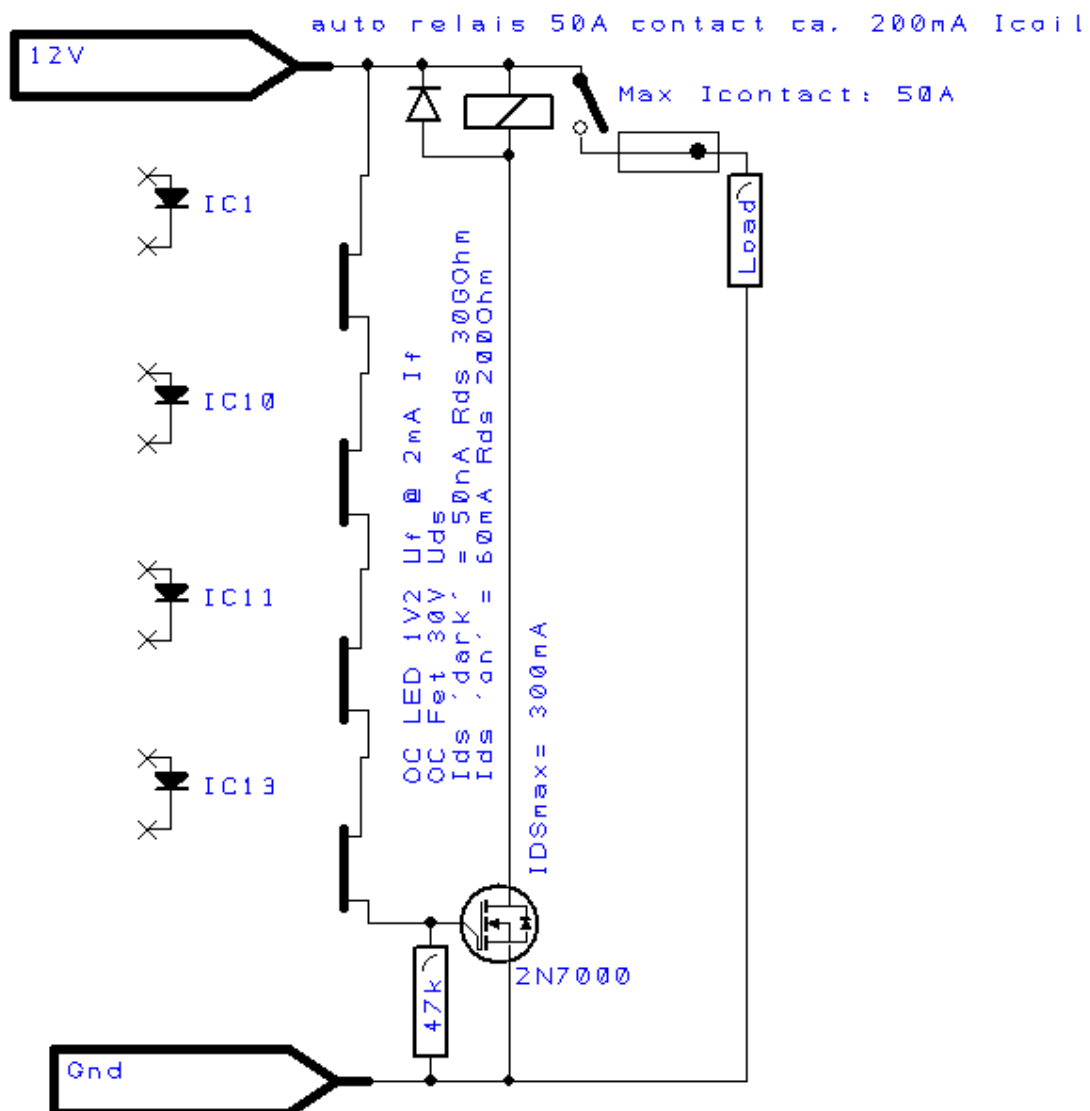 auto relais 50A contact ca. 200mA Icoil
12V
Max Icontact: 50A
IC1
Load
IC10
IC11
IC13
OC LED 1V2 Uf @ 2mA If
OC Fet 30V Uds
Ids 'dark' = 50nA Rds 30GOhm
Ids 'on' = 60mA Rds 200Ohm
IDSmax= 300mA
2N7000
47k
Gnd